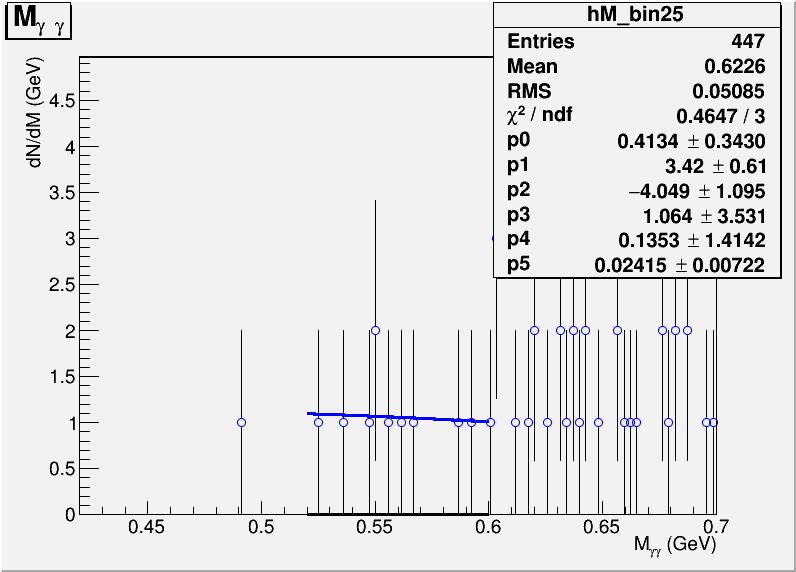 Mγ γ
hM_bin25
Entries 447
Mean 0.6226
RMS 0.05085
χ² / ndf 0.4647 / 3
p0 0.4134 ± 0.3430
p1 3.42 ± 0.61
p2 −4.049 ± 1.095
p3 1.064 ± 3.531
p4 0.1353 ± 1.4142
p5 0.02415 ± 0.00722
dN/dM (GeV)
4.5
4
3.5
3
2.5
2
1.5
1
0.5
0
0.45 0.5 0.55 0.6 0.65 0.7
Mγγ (GeV)